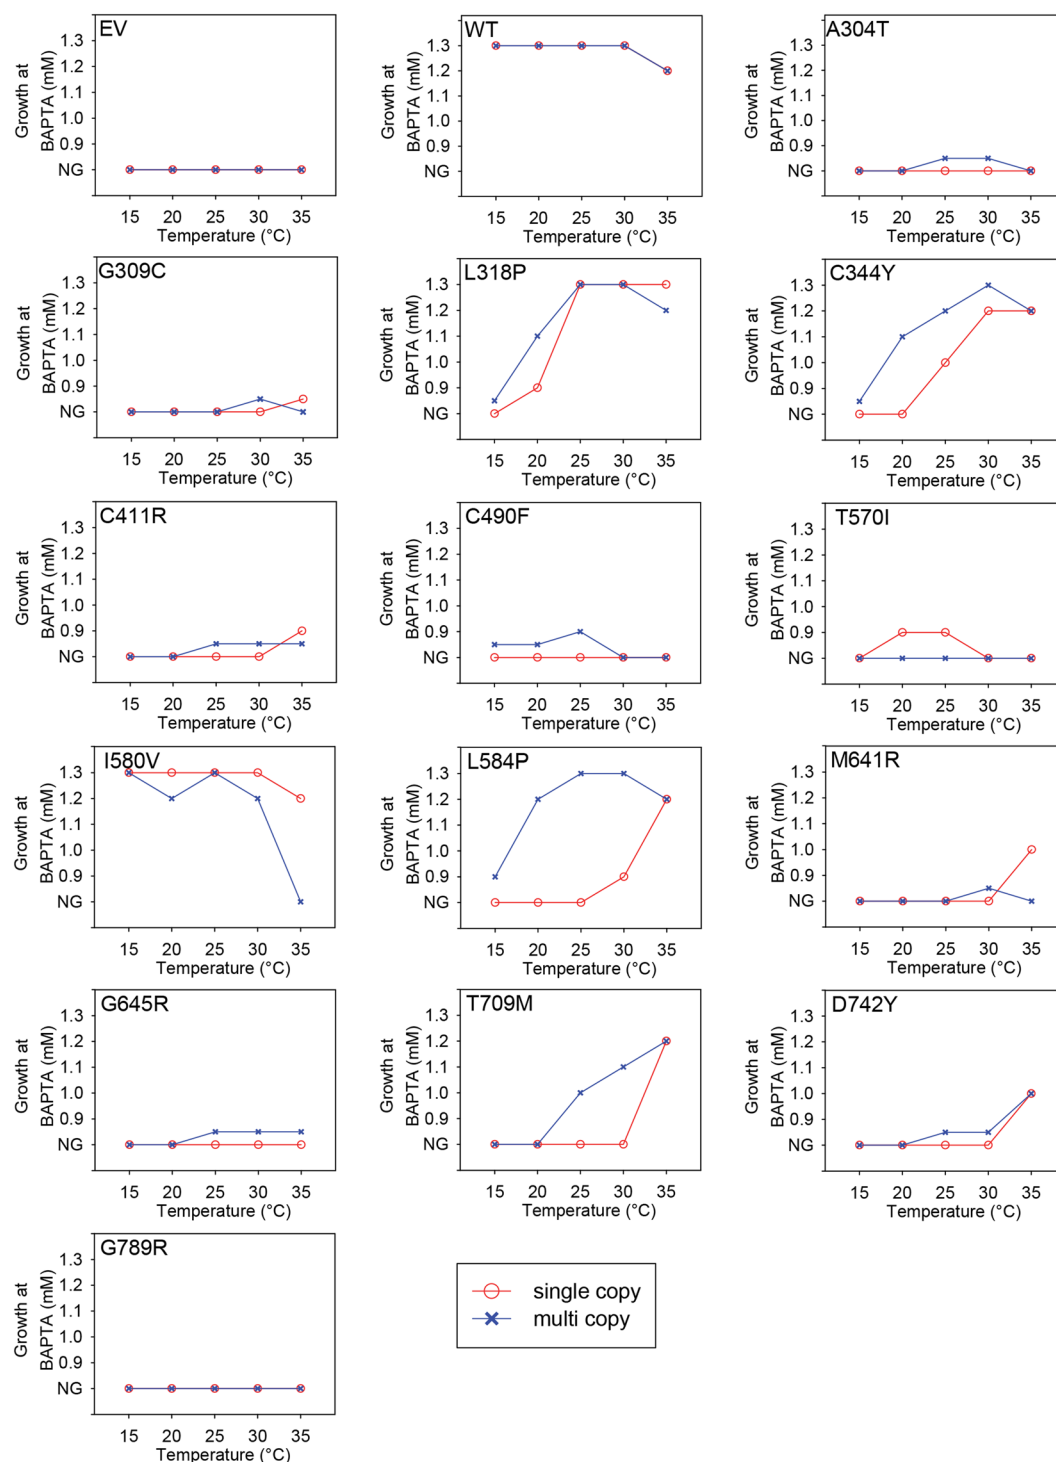 EV
Growth at
BAPTA (mM)
1.3
1.2
1.1
1.0
0.9
NG
15 20 25 30 35
Temperature (°C)
WT
Growth at
BAPTA (mM)
1.3
1.2
1.1
1.0
0.9
NG
15 20 25 30 35
Temperature (°C)
A304T
Growth at
BAPTA (mM)
1.3
1.2
1.1
1.0
0.9
NG
15 20 25 30 35
Temperature (°C)
G309C
Growth at
BAPTA (mM)
1.3
1.2
1.1
1.0
0.9
NG
15 20 25 30 35
Temperature (°C)
L318P
Growth at
BAPTA (mM)
1.3
1.2
1.1
1.0
0.9
NG
15 20 25 30 35
Temperature (°C)
C344Y
Growth at
BAPTA (mM)
1.3
1.2
1.1
1.0
0.9
NG
15 20 25 30 35
Temperature (°C)
C411R
Growth at
BAPTA (mM)
1.3
1.2
1.1
1.0
0.9
NG
15 20 25 30 35
Temperature (°C)
C490F
Growth at
BAPTA (mM)
1.3
1.2
1.1
1.0
0.9
NG
15 20 25 30 35
Temperature (°C)
T570I
Growth at
BAPTA (mM)
1.3
1.2
1.1
1.0
0.9
NG
15 20 25 30 35
Temperature (°C)
I580V
Growth at
BAPTA (mM)
1.3
1.2
1.1
1.0
0.9
NG
15 20 25 30 35
Temperature (°C)
L584P
Growth at
BAPTA (mM)
1.3
1.2
1.1
1.0
0.9
NG
15 20 25 30 35
Temperature (°C)
M641R
Growth at
BAPTA (mM)
1.3
1.2
1.1
1.0
0.9
NG
15 20 25 30 35
Temperature (°C)
G645R
Growth at
BAPTA (mM)
1.3
1.2
1.1
1.0
0.9
NG
15 20 25 30 35
Temperature (°C)
T709M
Growth at
BAPTA (mM)
1.3
1.2
1.1
1.0
0.9
NG
15 20 25 30 35
Temperature (°C)
D742Y
Growth at
BAPTA (mM)
1.3
1.2
1.1
1.0
0.9
NG
15 20 25 30 35
Temperature (°C)
G789R
Growth at
BAPTA (mM)
1.3
1.2
1.1
1.0
0.9
NG
15 20 25 30 35
Temperature (°C)
single copy
multi copy